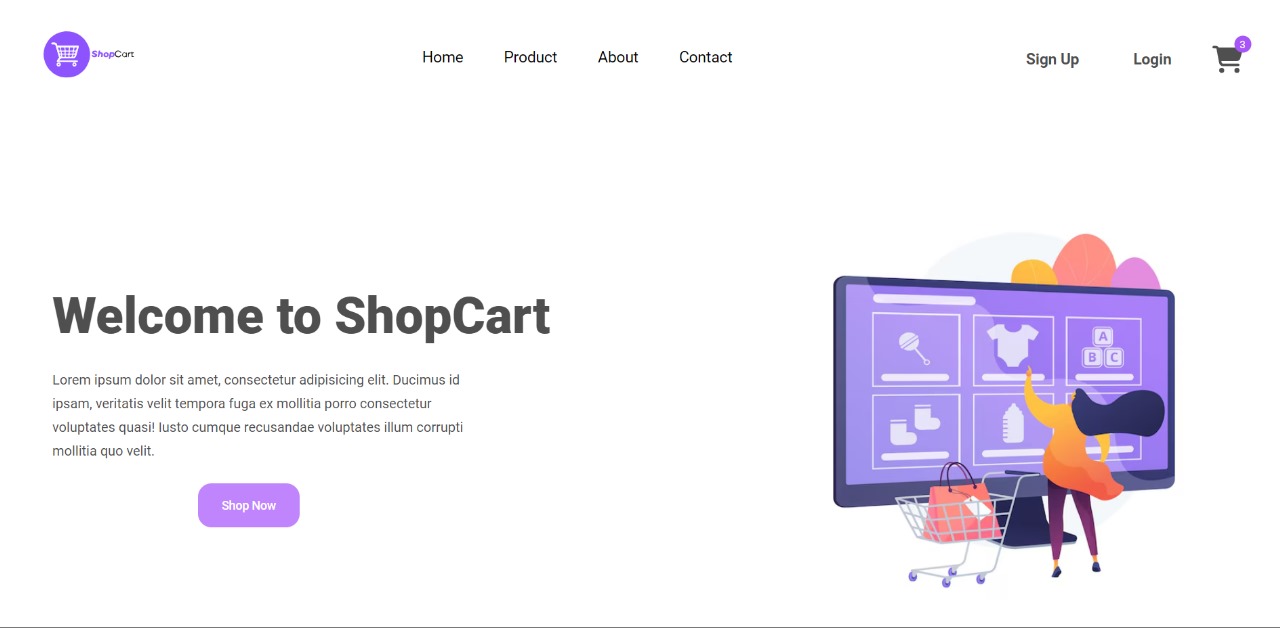 ShopCart
Home Product About Contact
Sign Up Login 3
Welcome to ShopCart
Lorem ipsum dolor sit amet, consectetur adipisicing elit. Ducimus id
ipsam, veritatis velit tempora fuga ex mollitia porro consectetur
voluptates quasi! Iusto cumque recusandae voluptates illum corrupti
mollitia quo velit.
Shop Now
A
B C